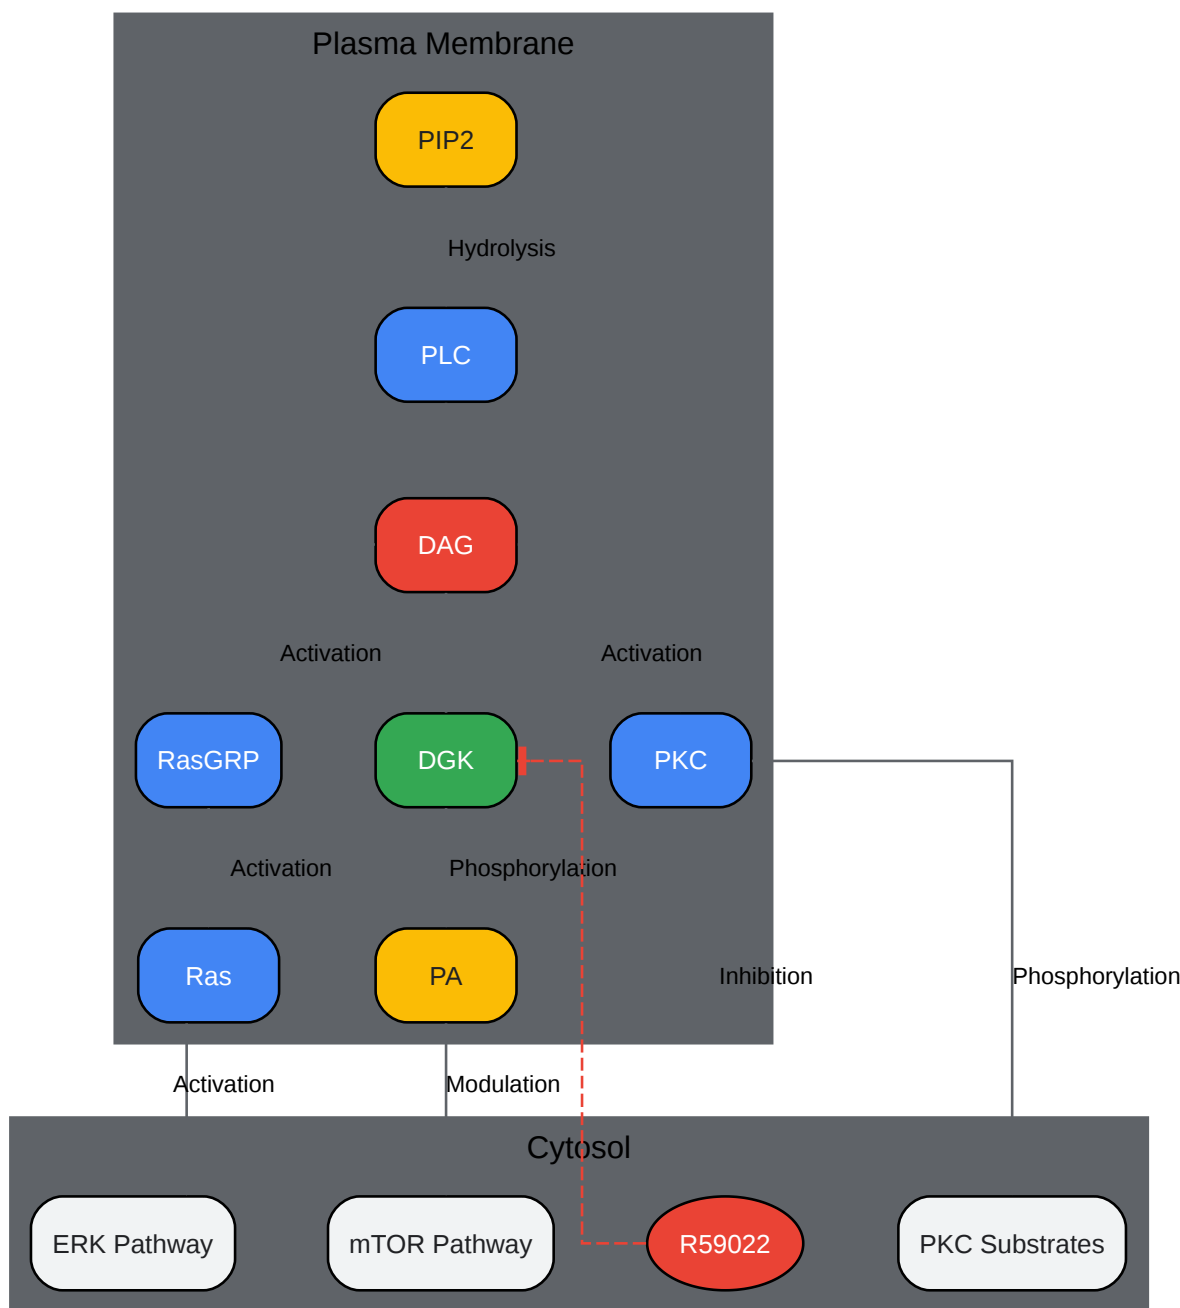 Plasma Membrane
PIP2
Hydrolysis
PLC
DAG
Activation
Activation
RasGRP
DGK
PKC
Activation
Phosphorylation
Ras
PA
Inhibition
Phosphorylation
Activation
Modulation
Cytosol
ERK Pathway
mTOR Pathway
R59022
PKC Substrates